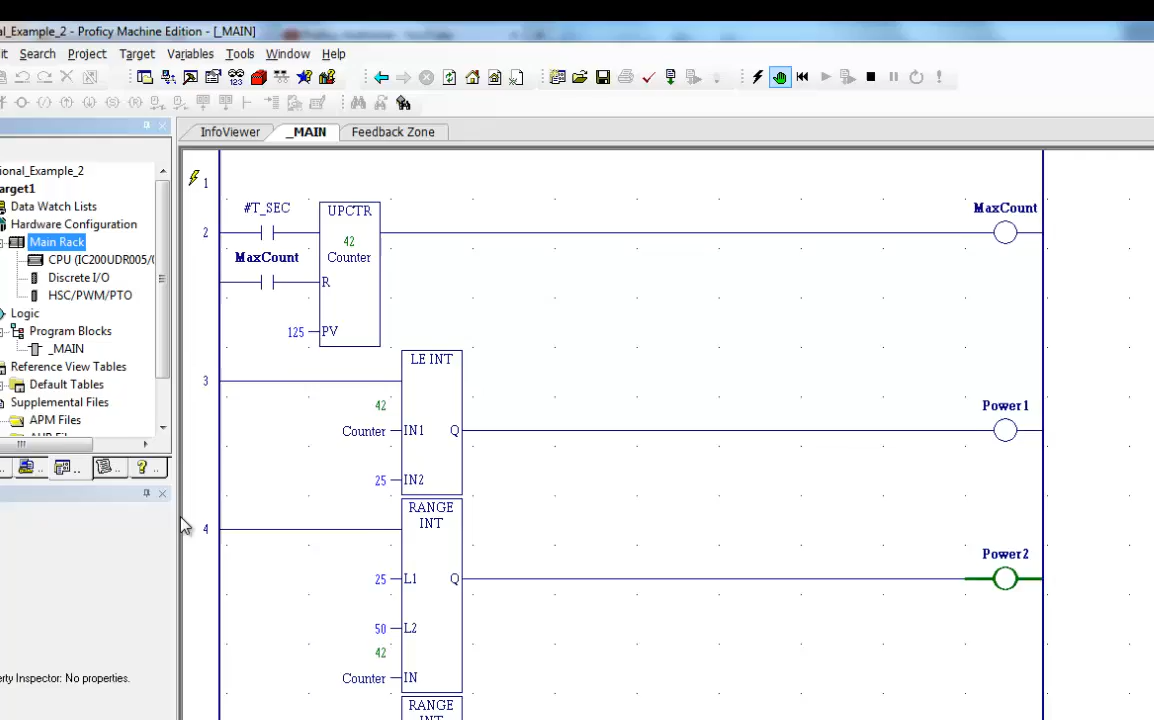 al_Example_2 - Proficy Machine Edition - [_MAIN]
it Search Project Target Variables Tools Window Help
InfoViewer _MAIN Feedback Zone
ional_Example_2
arget1
Data Watch Lists
Hardware Configuration
Main Rack
CPU (IC200UDR005/0
Discrete I/O
HSC/PWM/PTO
Logic
Program Blocks
_MAIN
Reference View Tables
Default Tables
Supplemental Files
APM Files
erty Inspector: No properties.
1
#T_SEC UPCTR MaxCount
42
2
MaxCount Counter
R
125 PV
LE INT
3
42 Power1
Counter IN1 Q
25 IN2
RANGE
INT
4
Power2
25 L1 Q
50 L2
42
Counter IN
RANGE
INT